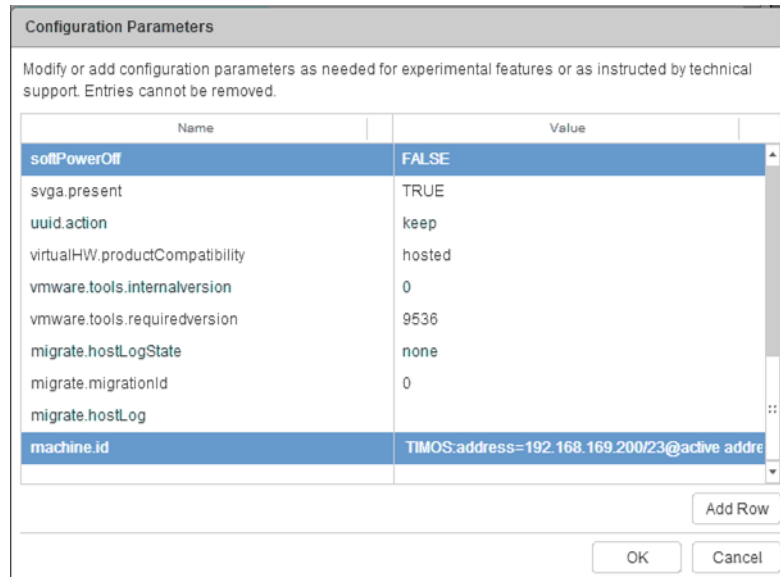 Configuration Parameters
Modify or add configuration parameters as needed for experimental features or as instructed by technical
support. Entries cannot be removed.
Name Value
softPowerOff FALSE
svga.present TRUE
uuid.action keep
virtualHW.productCompatibility hosted
vmware.tools.internalversion 0
vmware.tools.requiredversion 9536
migrate.hostLogState none
migrate.migrationId 0
migrate.hostLog
machine.id TIMOS:address=192.168.169.200/23@active addre
Add Row
OK Cancel